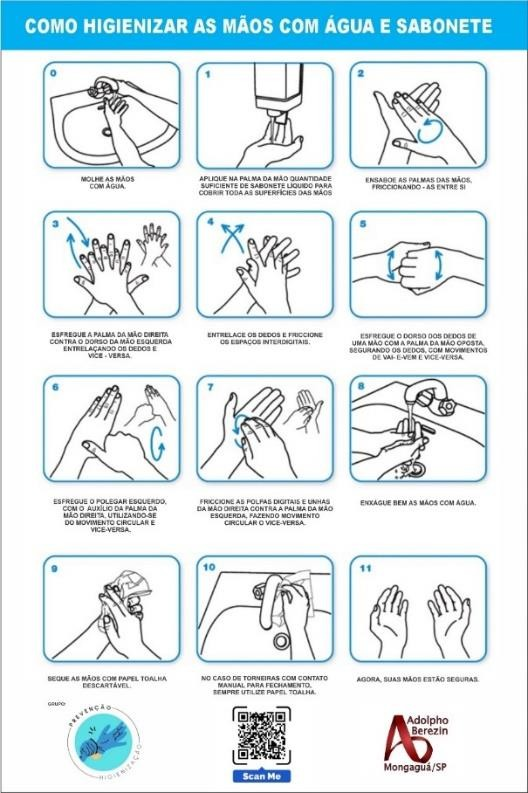 COMO HIGIENIZAR AS MÃOS COM ÁGUA E SABONETE
0
MOLHE AS MÃOS
COM ÁGUA.
1
APLIQUE NA PALMA DA MÃO QUANTIDADE
SUFICIENTE DE SABONETE LÍQUIDO PARA
COBRIR TODA AS SUPERFÍCIES DAS MÃOS
2
ENSABOE AS PALMAS DAS MÃOS,
FRICCIONANDO - AS ENTRE SI
3
ESFREGUE A PALMA DA MÃO DIREITA
CONTRA O DORSO DA MÃO ESQUERDA
ENTRELAÇANDO OS DEDOS E
VICE - VERSA.
4
ENTRELACE OS DEDOS E FRICCIONE
OS ESPAÇOS INTERDIGITAIS.
5
ESFREGUE O DORSO DOS DEDOS DE
UMA MÃO COM A PALMA DA MÃO OPOSTA,
SEGURANDO OS DEDOS, COM MOVIMENTOS
DE VAI-E-VEM E VICE-VERSA.
6
ESFREGUE O POLEGAR ESQUERDO,
COM O AUXÍLIO DA PALMA DA
MÃO DIREITA, UTILIZANDO-SE
DO MOVIMENTO CIRCULAR E
VICE-VERSA.
7
FRICCIONE AS POLPAS DIGITAIS E UNHAS
DA MÃO DIREITA CONTRA A PALMA DA MÃO
ESQUERDA, FAZENDO MOVIMENTO
CIRCULAR O VICE-VERSA.
8
ENXÁGUE BEM AS MÃOS COM ÁGUA.
9
SEQUE AS MÃOS COM PAPEL TOALHA
DESCARTÁVEL.
10
NO CASO DE TORNEIRAS COM CONTATO
MANUAL PARA FECHAMENTO,
SEMPRE UTILIZE PAPEL TOALHA.
11
AGORA, SUAS MÃOS ESTÃO SEGURAS.
GRUPO:
PREVENÇÃO
HIGIENIZAÇÃO
Scan Me
Adolpho
Berezin
Mongaguá/SP